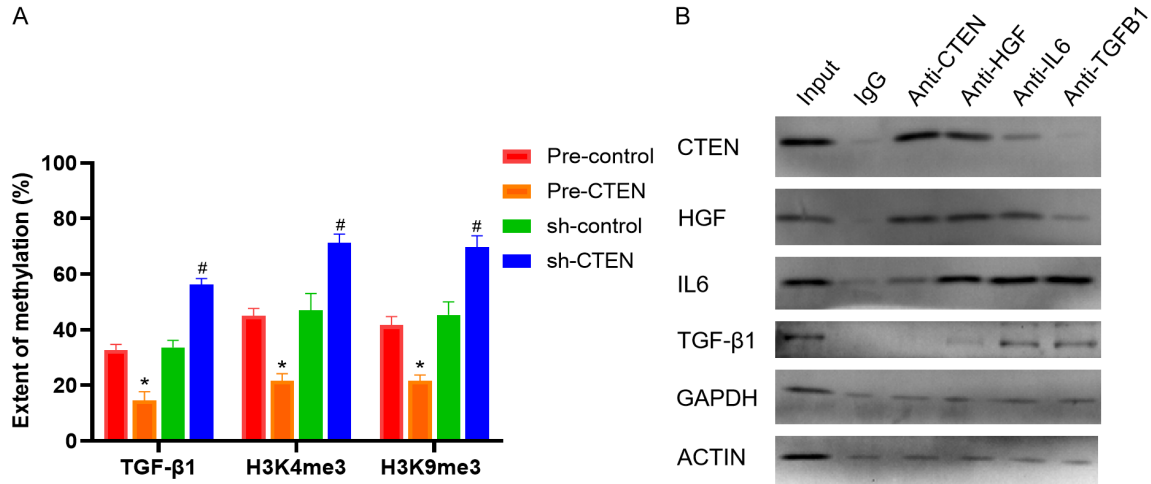 A
Extent of methylation (%)
100
80
60
40
20
0
* # * # * #
TGF-β1 H3K4me3 H3K9me3
Pre-control
Pre-CTEN
sh-control
sh-CTEN
B
Input IgG Anti-CTEN Anti-HGF Anti-IL6 Anti-TGFB1
CTEN
HGF
IL6
TGF-β1
GAPDH
ACTIN